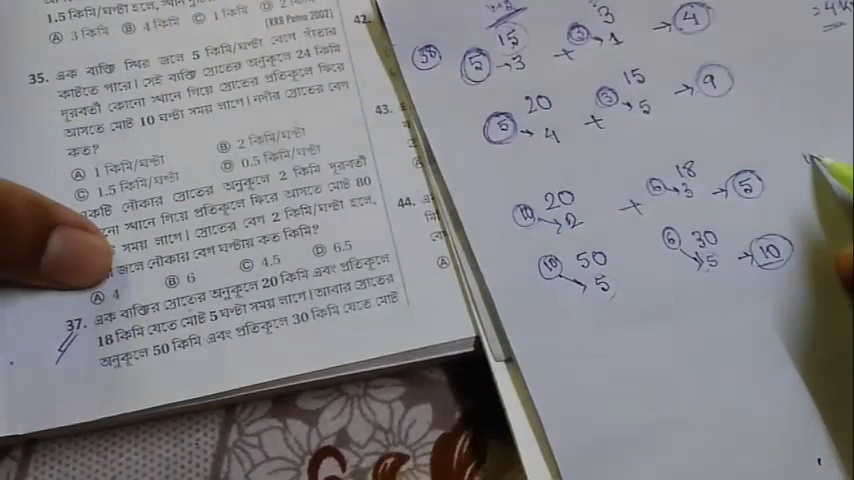 1.5 কিমি/ঘণ্টা হলে,
Ⓐ 3 কিমি Ⓑ 4 কিমি Ⓒ 1 কিমি Ⓓ 2 কিমি
[RRB Patna 2002]
35. এক ব্যক্তি স্থির জলে 5 কিমি/ঘণ্টা বেগে সাঁতার
কাটতে পারে। সেই ব্যক্তি স্রোতের অনুকূলে 24 কিমি
দূরবর্তী কোনো স্থানে গিয়ে স্রোতের প্রতিকূলে ফিরে
আসতে মোট 10 ঘণ্টা সময় লাগে। নদীর স্রোতের বেগ
কত?
Ⓐ 1 কিমি/ঘণ্টা Ⓑ 2 কিমি/ঘণ্টা
Ⓒ 1.5 কিমি/ঘণ্টা Ⓓ 0.5 কিমি/ঘণ্টা
একটি নৌকার স্রোতের অনুকূলে 2 কিমি দূরবর্তী
স্থানে গিয়ে প্রতিকূলে ফিরে আসতে মোট 80
সময় লাগে। স্রোতের বেগ 2 কিমি/ঘণ্টা হলে,
জলে নৌকার বেগ ঘণ্টায় কত কিমি?
Ⓐ 4 Ⓑ 6 Ⓒ 4.5 Ⓓ 6.5
37. এক ব্যক্তির স্রোতের অনুকূলে 20 কিমি এবং প্রতিকূলে
18 কিমি যেতে মোট 5 ঘণ্টা সময় লাগে। আবার স্রোতের
অনুকূলে 50 কিমি এবং প্রতিকূলে 30 কিমি যেতে মোট
42.
43.
44.
Ⓐ
38 5 15 → 3 + 3 3 → 1 → 4
5 20 → 4 + 3 15 → 5 → 9
10 20 → 2 + 6 18 → 3 → 5
10 50 → 5 6 30 → 5 → 10